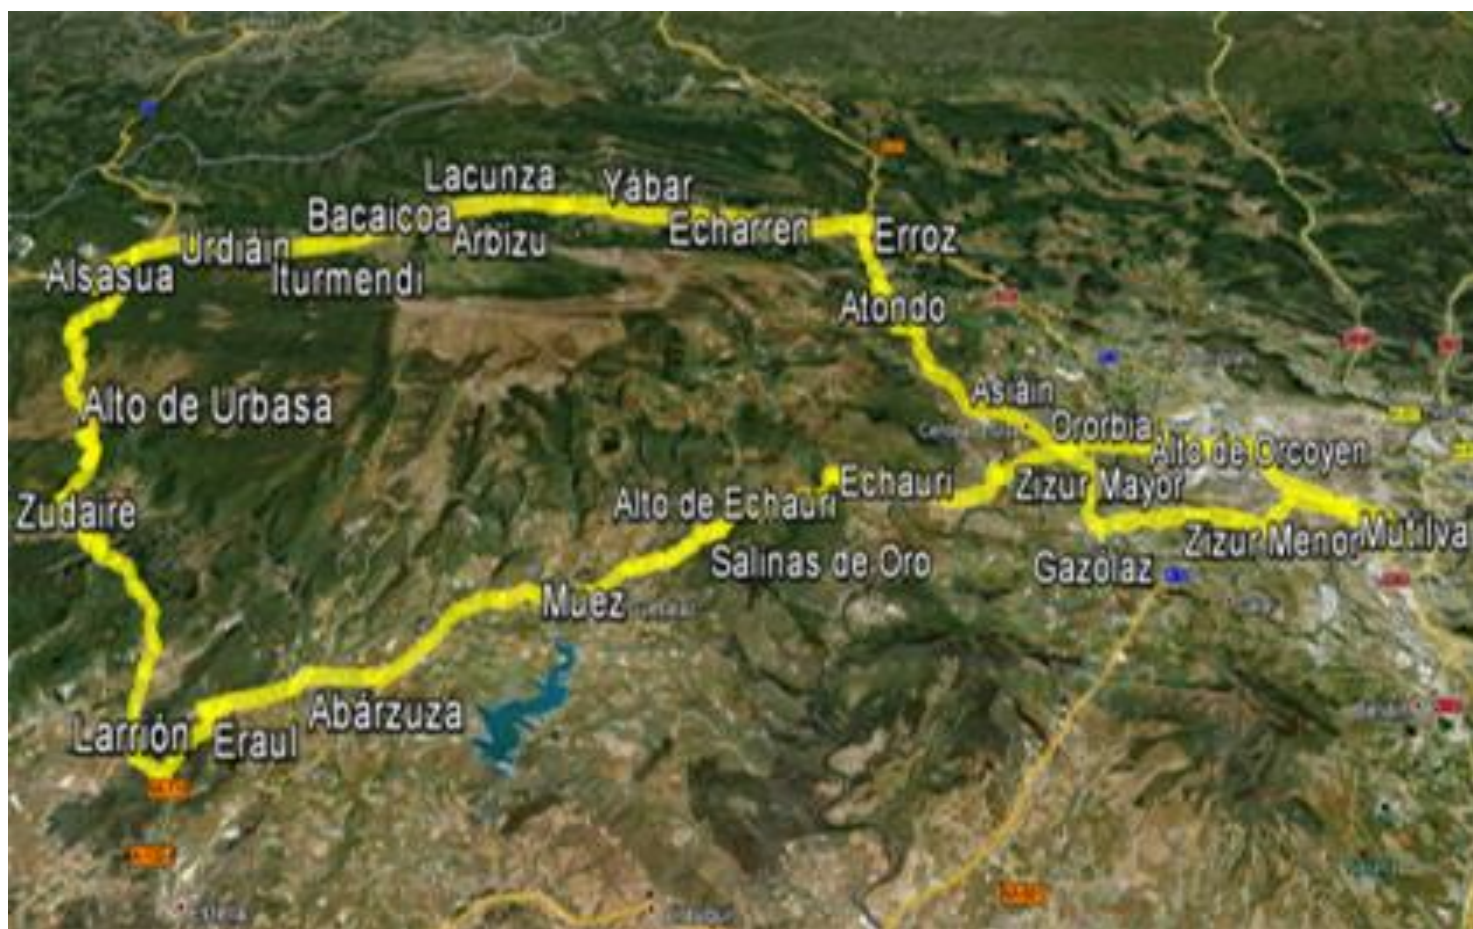 Lacunza
Yábar
Bacaicoa
Arbizu
Echarren
Erroz
Urdiáin
Iturmendi
Alsasua
Atondo
Asiáin
Alto de Urbasa
Ororbia
Alto de Orcoyen
Echauri
Zizur Mayor
Alto de Echauri
Zudaire
Mutilva
Zizur Menor
Salinas de Oro
Gazólaz
Muez
Abárzuza
Larrión
Eraul
Estella